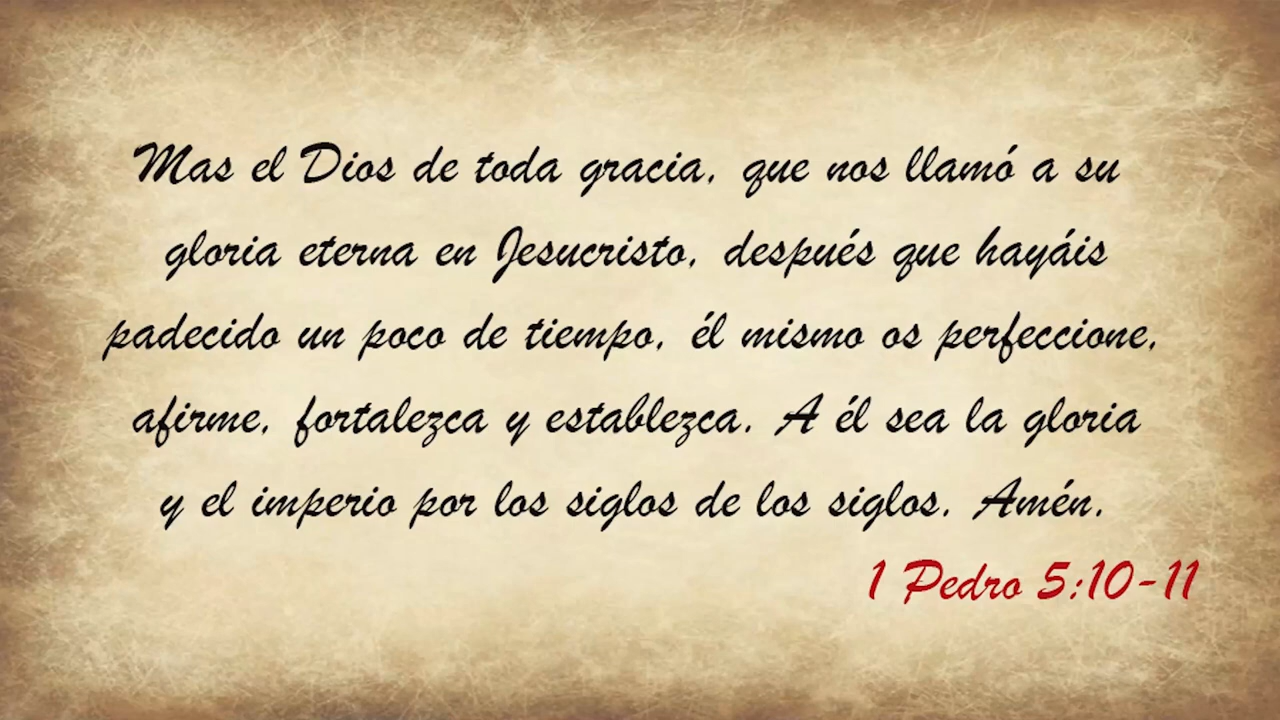 Mas el Dios de toda gracia, que nos llamó a su
gloria eterna en Jesucristo, después que hayáis
padecido un poco de tiempo, él mismo os perfeccione,
afirme, fortalezca y establezca. A él sea la gloria
y el imperio por los siglos de los siglos. Amén.
1 Pedro 5:10-11